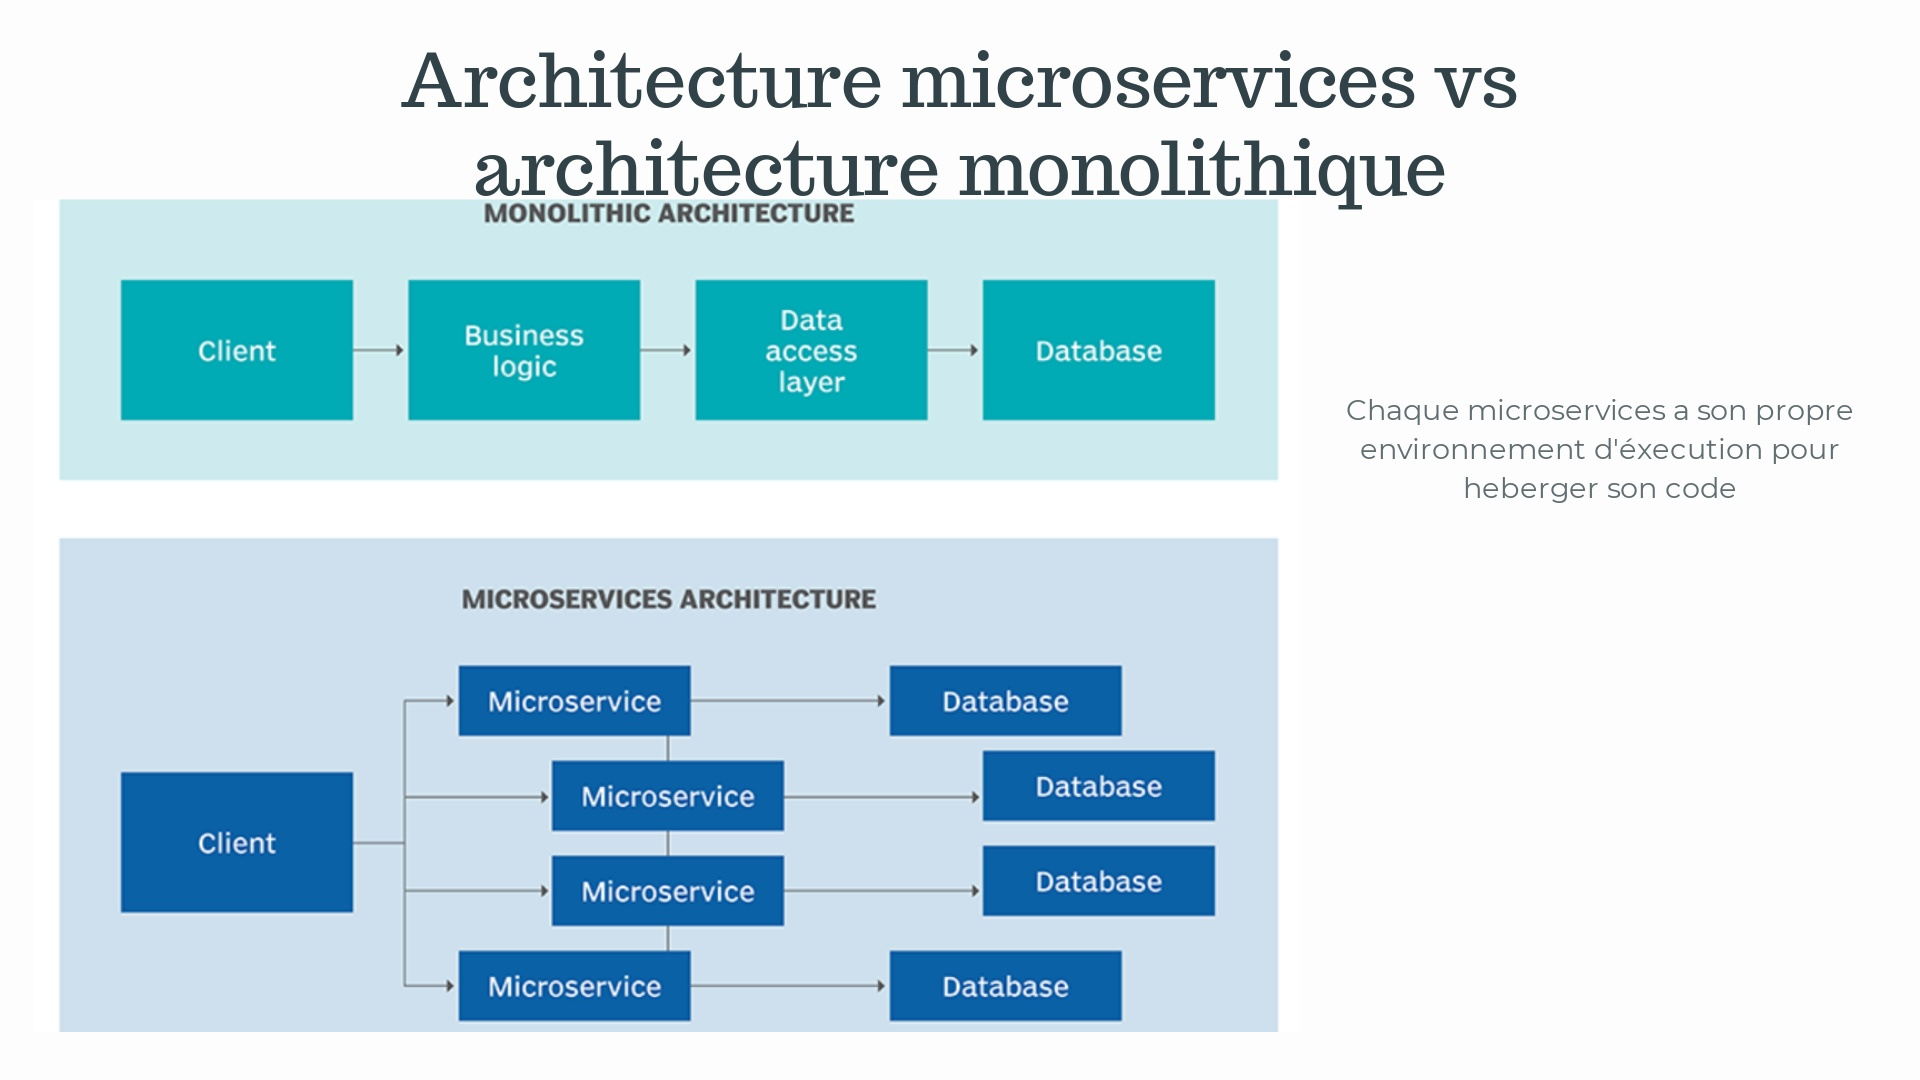 Architecture microservices vs
architecture monolithique
MONOLITHIC ARCHITECTURE
Client
Business
logic
Data
access
layer
Database
Chaque microservices a son propre
environnement d'éxecution pour
heberger son code
MICROSERVICES ARCHITECTURE
Client
Microservice
Database
Microservice
Database
Microservice
Database
Microservice
Database